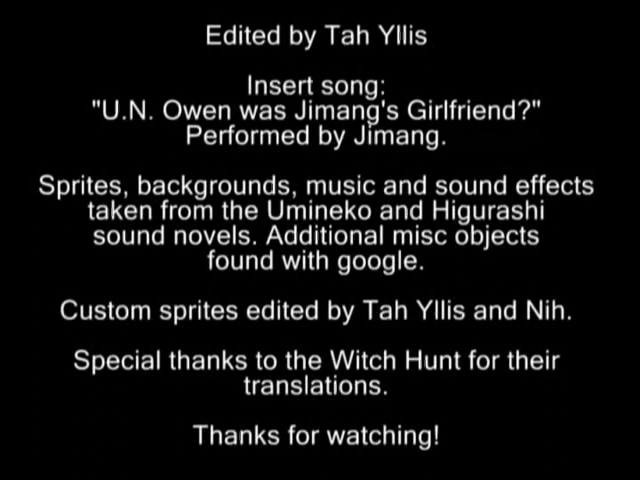 Edited by Tah Yllis
Insert song:
"U.N. Owen was Jimang's Girlfriend?"
Performed by Jimang.
Sprites, backgrounds, music and sound effects
taken from the Umineko and Higurashi
sound novels. Additional misc objects
found with google.
Custom sprites edited by Tah Yllis and Nih.
Special thanks to the Witch Hunt for their
translations.
Thanks for watching!